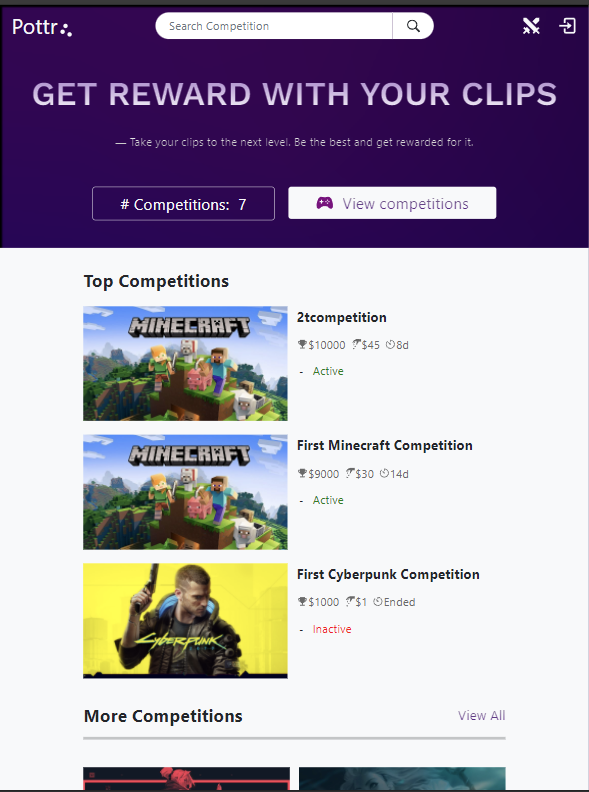 Pottr
Search Competition
GET REWARD WITH YOUR CLIPS
— Take your clips to the next level. Be the best and get rewarded for it.
# Competitions: 7
View competitions
Top Competitions
MINECRAFT
2tcompetition
$10000 $45 8d
- Active
MINECRAFT
First Minecraft Competition
$9000 $30 14d
- Active
CYBERPUNK
First Cyberpunk Competition
$1000 $1 Ended
- Inactive
More Competitions
View All